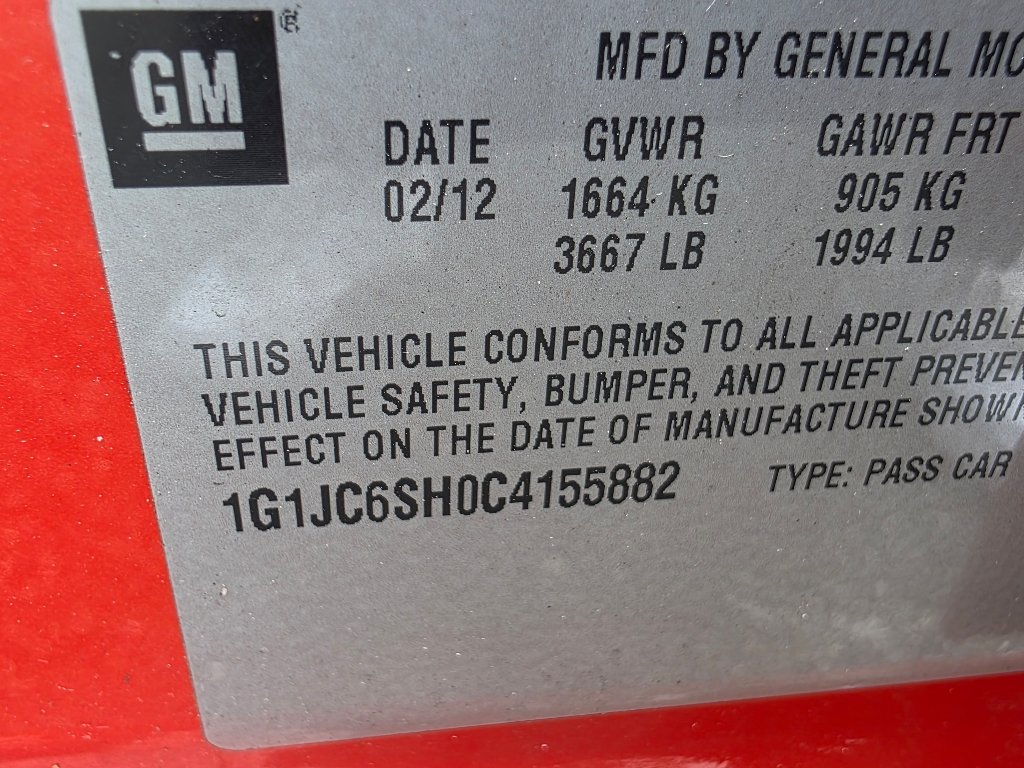 GM ®
MFD BY GENERAL MO
DATE GVWR GAWR FRT
02/12 1664 KG 905 KG
3667 LB 1994 LB
THIS VEHICLE CONFORMS TO ALL APPLICABLE
VEHICLE SAFETY, BUMPER, AND THEFT PREVEN
EFFECT ON THE DATE OF MANUFACTURE SHOWN
1G1JC6SH0C4155882 TYPE: PASS CAR